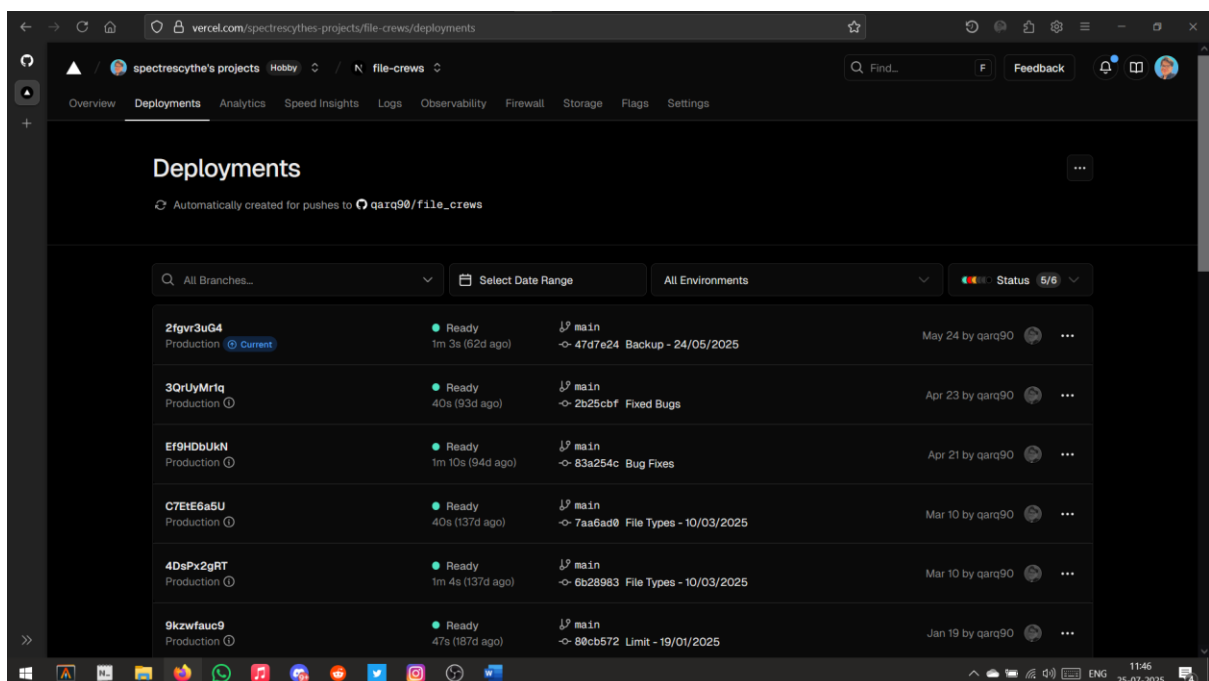 vercel.com/spectrescythes-projects/file-crews/deployments
spectrescythe's projects Hobby / file-crews
Find... F Feedback
Overview Deployments Analytics Speed Insights Logs Observability Firewall Storage Flags Settings
Deployments
Automatically created for pushes to qarq90/file_crews
All Branches... Select Date Range All Environments Status 5/6
2fgvr3uG4 Ready main
Production Current 1m 3s (62d ago) 47d7e24 Backup - 24/05/2025 May 24 by qarq90
3QrUyMr1q Ready main
Production 40s (93d ago) 2b25cbf Fixed Bugs Apr 23 by qarq90
Ef9HDbUkN Ready main
Production 1m 10s (94d ago) 83a254c Bug Fixes Apr 21 by qarq90
C7EtE6a5U Ready main
Production 40s (137d ago) 7aa6ad0 File Types - 10/03/2025 Mar 10 by qarq90
4DsPx2gRT Ready main
Production 1m 4s (137d ago) 6b28983 File Types - 10/03/2025 Mar 10 by qarq90
9kzwfauc9 Ready main
Production 47s (187d ago) 80cb572 Limit - 19/01/2025 Jan 19 by qarq90
ENG 11:46
25-07-2025